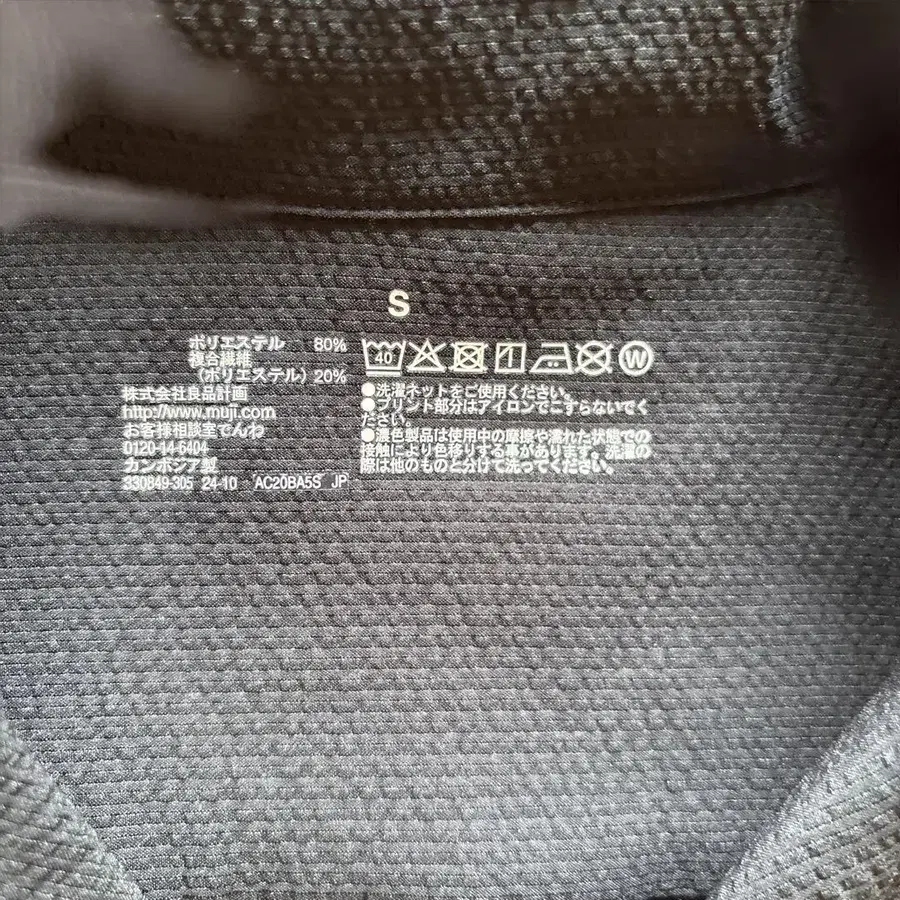 S
ポリエステル 80%
複合繊維
(ポリエステル) 20%
株式会社良品計画
http://www.muji.com
お客様相談室でんわ
0120-14-6404
カンボジア製
330849-305 24-10 AC20BA5S JP
40
W
●洗濯ネットをご使用ください。
●プリント部分はアイロンでこすらないでく
ださい。
●濃色製品は使用中の摩擦や濡れた状態での
接触により色移りする事があります。洗濯の
際は他のものと分けて洗ってください。